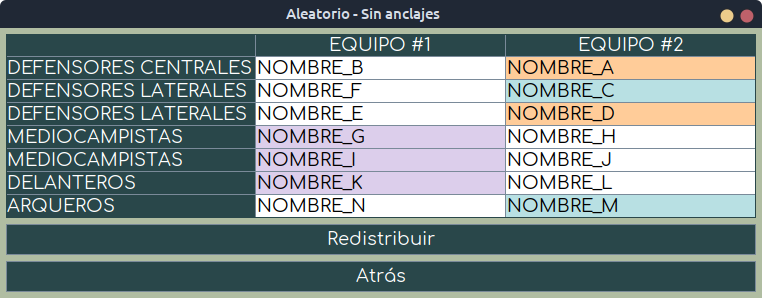 Aleatorio - Sin anclajes
EQUIPO #1 EQUIPO #2
DEFENSORES CENTRALES NOMBRE_B NOMBRE_A
DEFENSORES LATERALES NOMBRE_F NOMBRE_C
DEFENSORES LATERALES NOMBRE_E NOMBRE_D
MEDIOCAMPISTAS NOMBRE_G NOMBRE_H
MEDIOCAMPISTAS NOMBRE_I NOMBRE_J
DELANTEROS NOMBRE_K NOMBRE_L
ARQUEROS NOMBRE_N NOMBRE_M
Redistribuir
Atrás